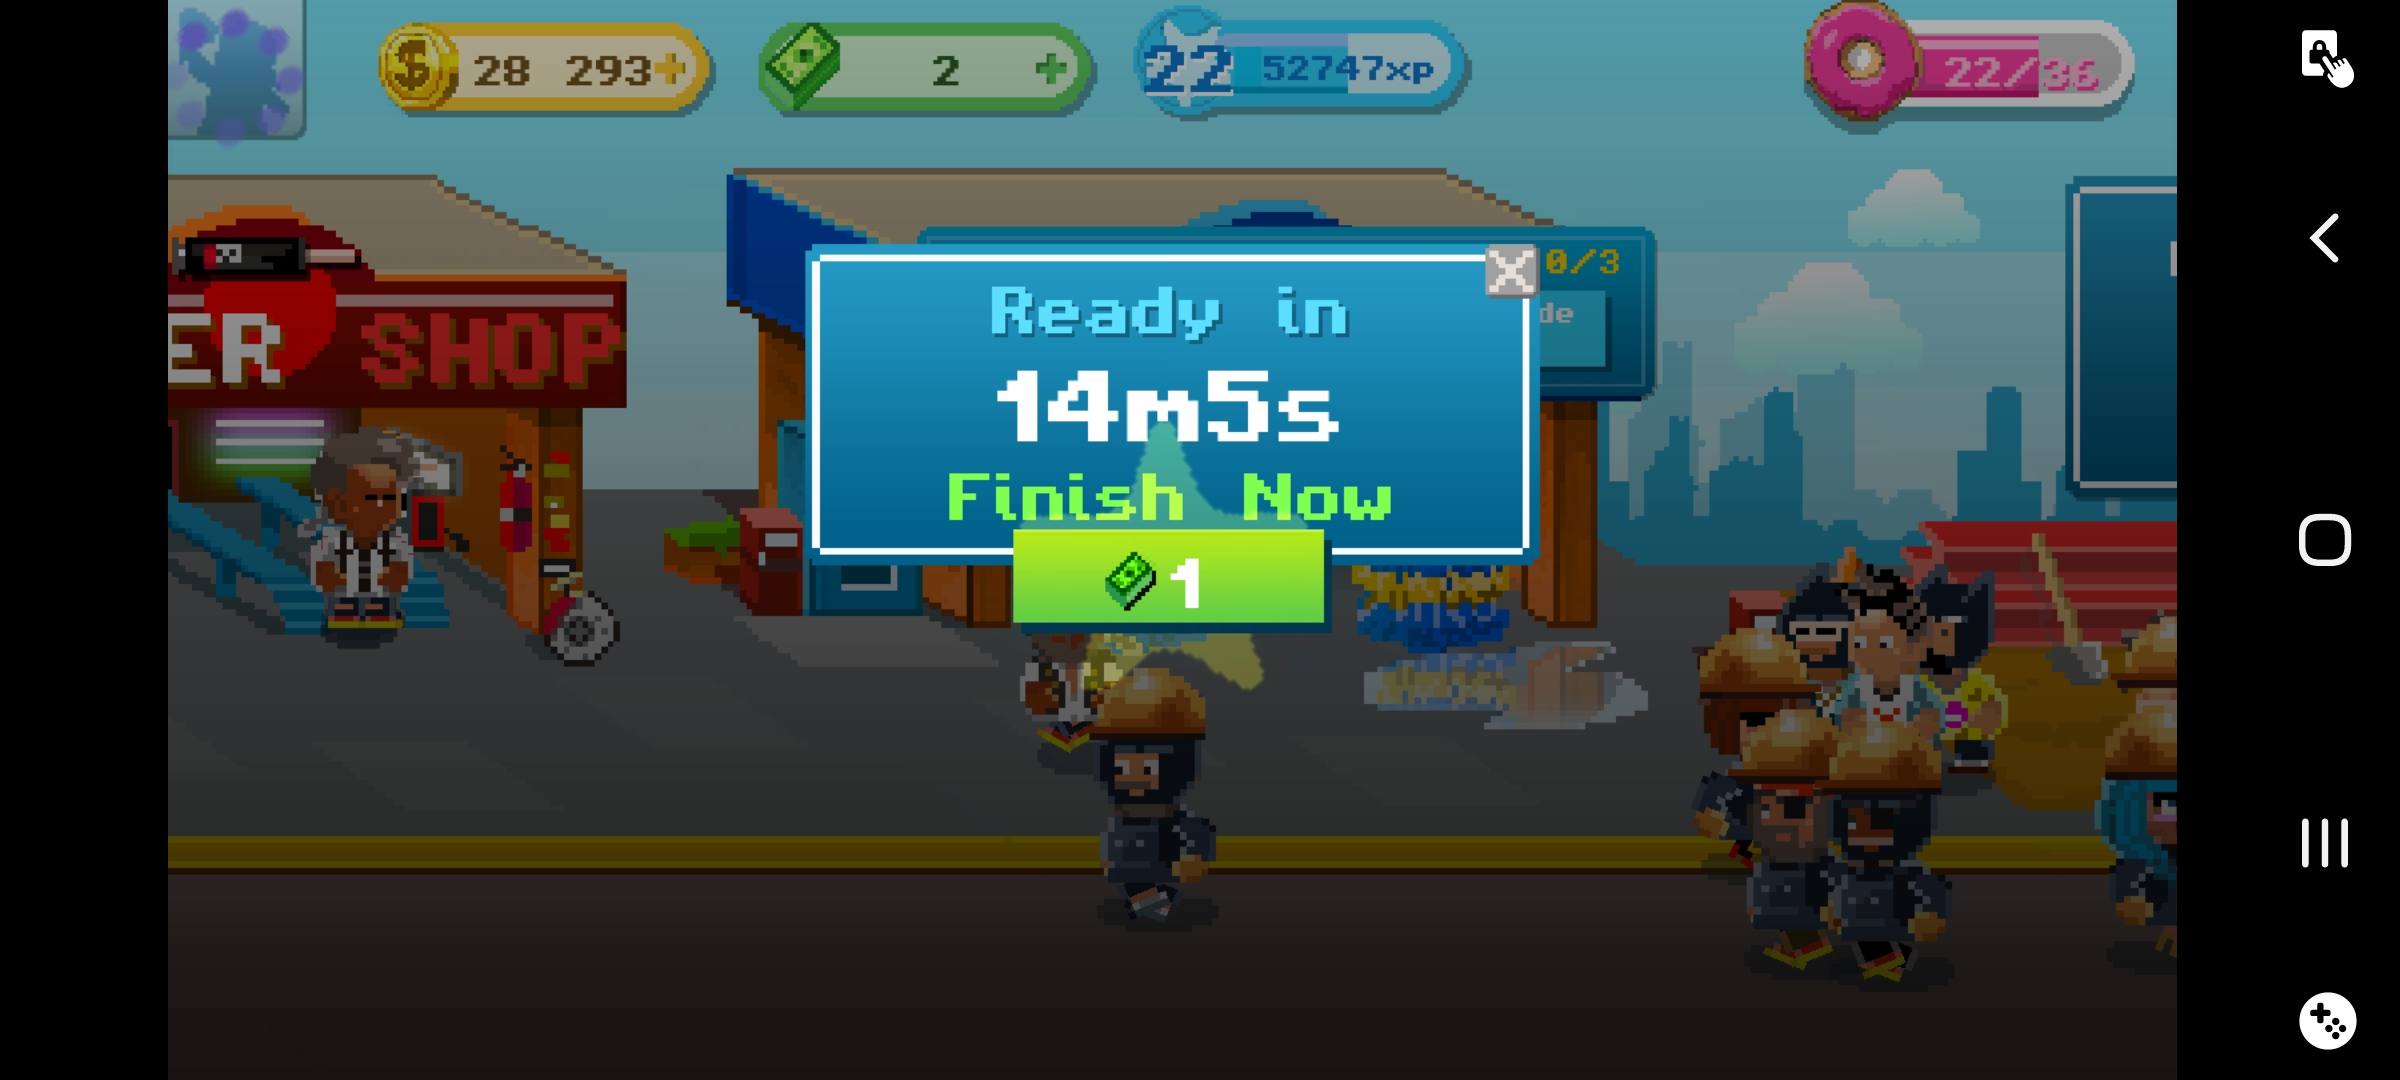 28 293+
2 +
22 52747xp
22/36
0/3
Ready in
de
ER SHOP
14m5s
Finish Now
1